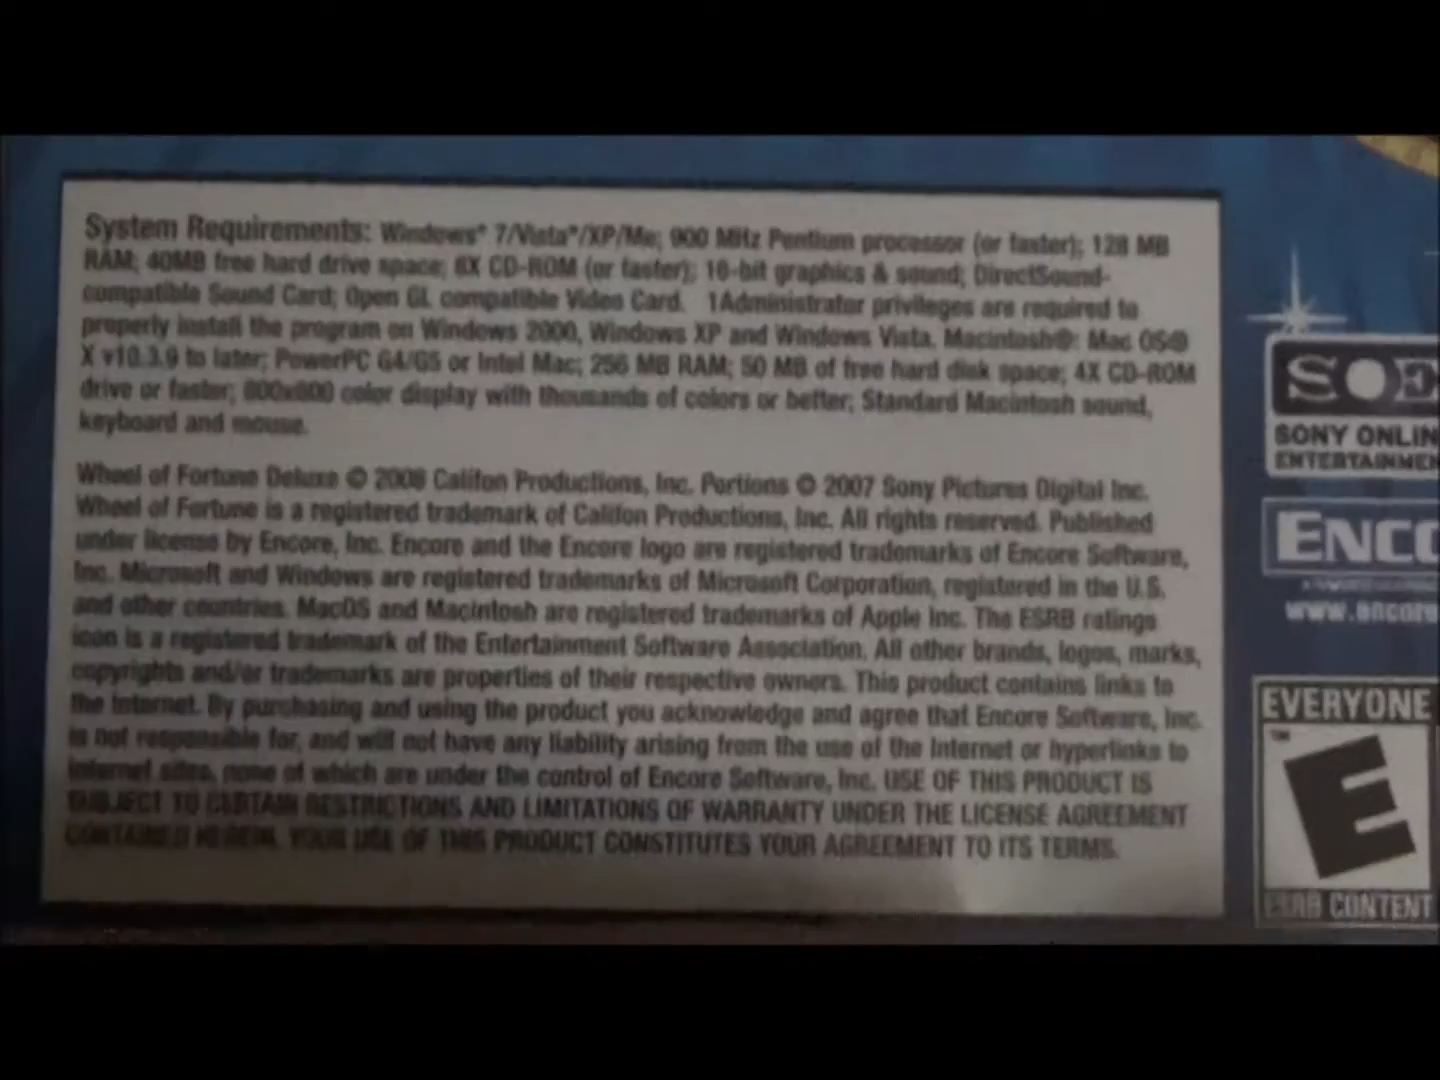 System Requirements: Windows® 7/Vista®/XP/Me; 900 MHz Pentium processor (or faster); 128 MB
RAM; 40MB free hard drive space; 8X CD-ROM (or faster); 16-bit graphics & sound; DirectSound-
compatible Sound Card; Open GL compatible Video Card. 1Administrator privileges are required to
properly install the program on Windows 2000, Windows XP and Windows Vista. Macintosh®: Mac OS®
X v10.3.9 to later; PowerPC G4/G5 or Intel Mac; 256 MB RAM; 50 MB of free hard disk space; 4X CD-ROM
drive or faster; 800x600 color display with thousands of colors or better; Standard Macintosh sound,
keyboard and mouse.
Wheel of Fortune Deluxe © 2008 Califon Productions, Inc. Portions © 2007 Sony Pictures Digital Inc.
Wheel of Fortune is a registered trademark of Califon Productions, Inc. All rights reserved. Published
under license by Encore, Inc. Encore and the Encore logo are registered trademarks of Encore Software,
Inc. Microsoft and Windows are registered trademarks of Microsoft Corporation, registered in the U.S.
and other countries. MacOS and Macintosh are registered trademarks of Apple Inc. The ESRB ratings
icon is a registered trademark of the Entertainment Software Association. All other brands, logos, marks,
copyrights and/or trademarks are properties of their respective owners. This product contains links to
the Internet. By purchasing and using the product you acknowledge and agree that Encore Software, Inc.
is not responsible for, and will not have any liability arising from the use of the Internet or hyperlinks to
Internet sites, none of which are under the control of Encore Software, Inc. USE OF THIS PRODUCT IS
SUBJECT TO CERTAIN RESTRICTIONS AND LIMITATIONS OF WARRANTY UNDER THE LICENSE AGREEMENT
CONTAINED HEREIN. YOUR USE OF THIS PRODUCT CONSTITUTES YOUR AGREEMENT TO ITS TERMS.
SOE
SONY ONLIN
ENTERTAINMEN
ENCO
www.encore
EVERYONE
E
ESRB CONTENT